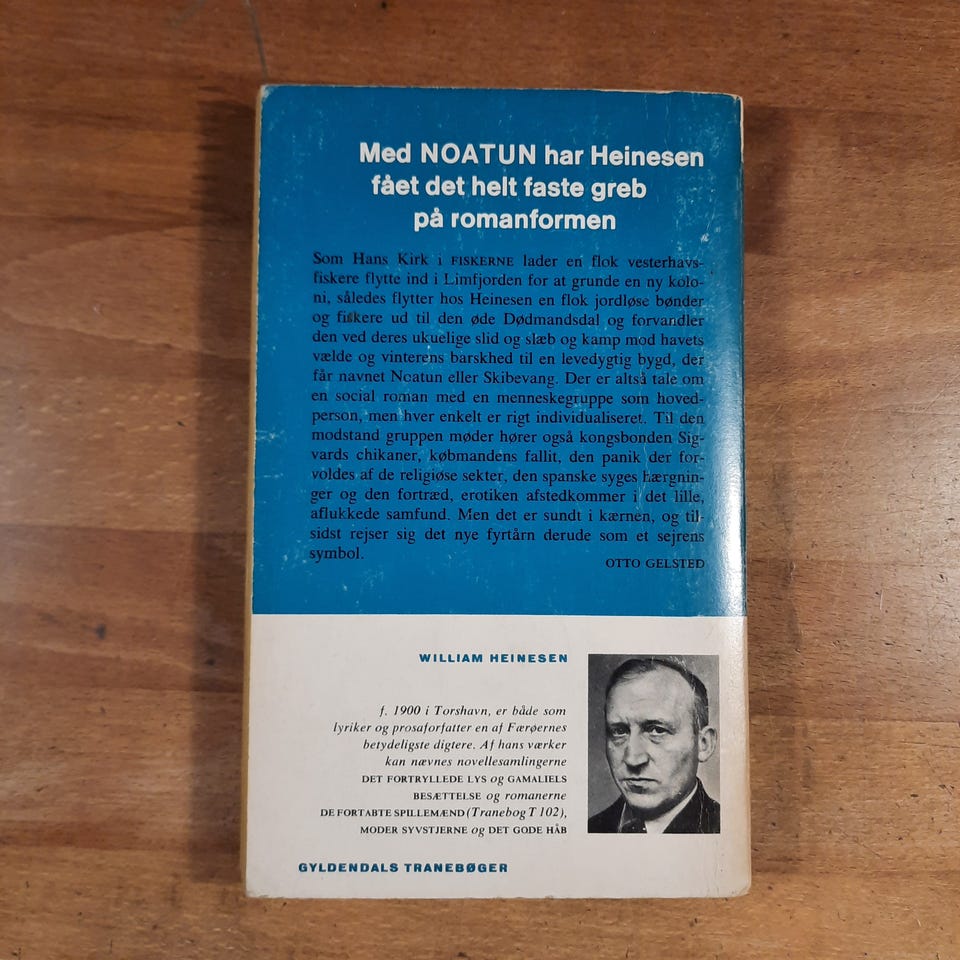 Med NOATUN har Heinesen
fået det helt faste greb
på romanformen
Som Hans Kirk i FISKERNE lader en flok vesterhavs-
fiskere flytte ind i Limfjorden for at grunde en ny kolo-
ni, således flytter hos Heinesen en flok jordløse bønder
og fiskere ud til den øde Dødmandsdal og forvandler
den ved deres ukuelige slid og slæb og kamp mod havets
vælde og vinterens barskhed til en levedygtig bygd, der
får navnet Noatun eller Skibevang. Der er altså tale om
en social roman med en menneskegruppe som hoved-
person, men hver enkelt er rigt individualiseret. Til den
modstand gruppen møder hører også kongsbonden Sig-
vards chikaner, købmandens fallit, den panik der for-
voldes af de religiøse sekter, den spanske syges hærgnin-
ger og den fortræd, erotiken afstedkommer i det lille,
aflukkede samfund. Men det er sundt i kærnen, og til-
sidst rejser sig det nye fyrtårn derude som et sejrens
symbol.
OTTO GELSTED
WILLIAM HEINESEN
f. 1900 i Torshavn, er både som
lyriker og prosaforfatter en af Færøernes
betydeligste digtere. Af hans værker
kan nævnes novellesamlingerne
DET FORTRYLLEDE LYS og GAMALIELS
BESÆTTELSE og romanerne
DE FORTABTE SPILLEMÆND (Tranebog T 102),
MODER SYVSTJERNE og DET GODE HÅB
GYLDENDALS TRANEBØGER